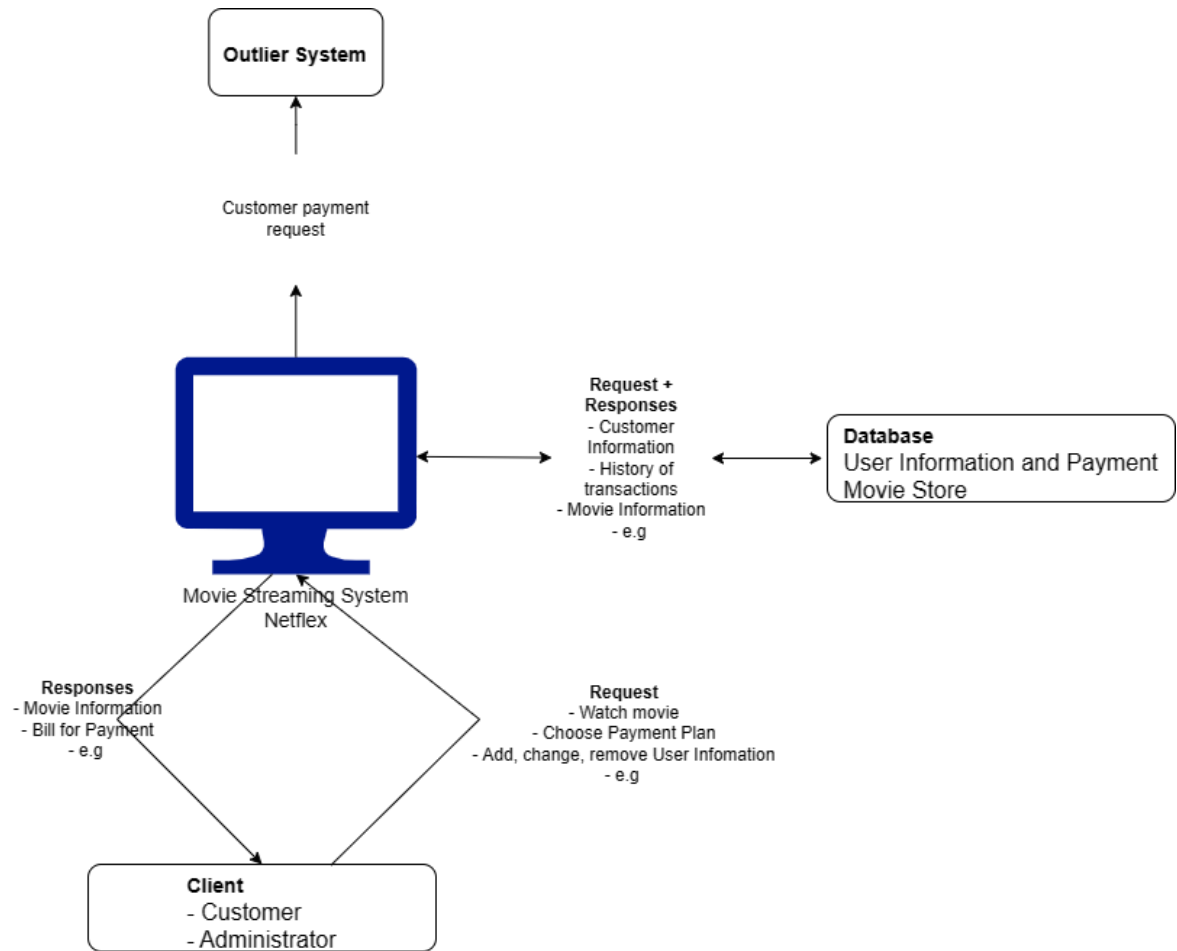 Outlier System
Customer payment
request
Request +
Responses
- Customer
Information
- History of
transactions
- Movie Information
- e.g
Database
User Information and Payment
Movie Store
Movie Streaming System
Netflex
Responses
- Movie Information
- Bill for Payment
- e.g
Request
- Watch movie
- Choose Payment Plan
- Add, change, remove User Infomation
- e.g
Client
- Customer
- Administrator